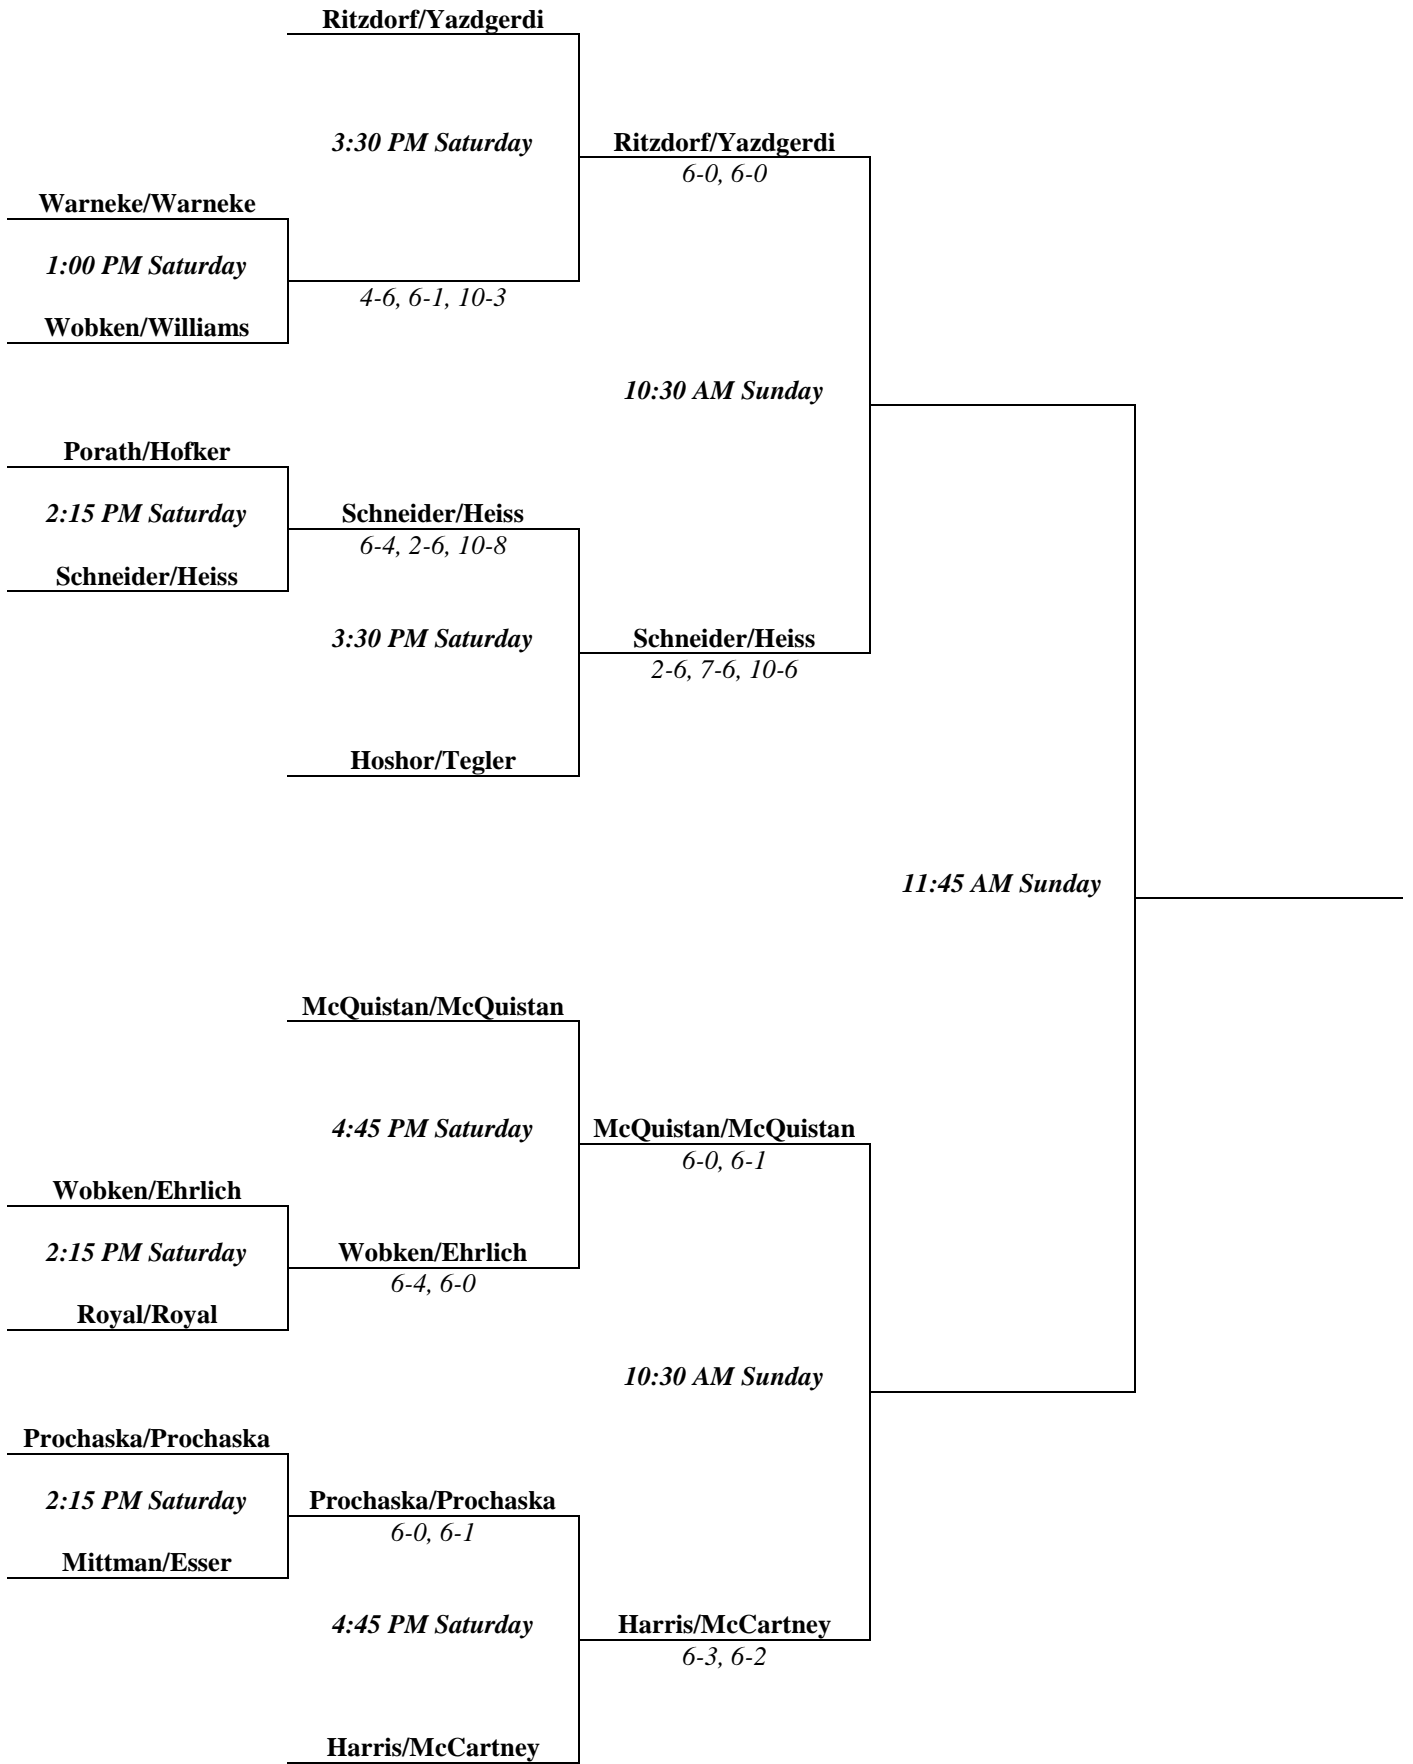 Ritzdorf/Yazdgerdi
3:30 PM Saturday
Ritzdorf/Yazdgerdi
6-0, 6-0
Warneke/Warneke
1:00 PM Saturday
4-6, 6-1, 10-3
Wobken/Williams
10:30 AM Sunday
Porath/Hofker
2:15 PM Saturday
Schneider/Heiss
6-4, 2-6, 10-8
Schneider/Heiss
3:30 PM Saturday
Schneider/Heiss
2-6, 7-6, 10-6
Hoshor/Tegler
11:45 AM Sunday
McQuistan/McQuistan
4:45 PM Saturday
McQuistan/McQuistan
6-0, 6-1
Wobken/Ehrlich
2:15 PM Saturday
Wobken/Ehrlich
6-4, 6-0
Royal/Royal
10:30 AM Sunday
Prochaska/Prochaska
2:15 PM Saturday
Prochaska/Prochaska
6-0, 6-1
Mittman/Esser
4:45 PM Saturday
Harris/McCartney
6-3, 6-2
Harris/McCartney